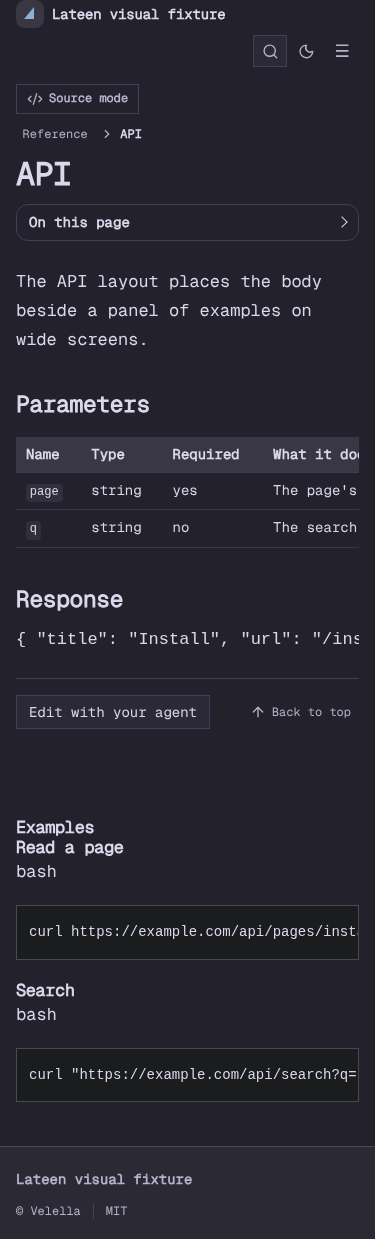 Lateen visual fixture
Source mode
Reference > API
API
On this page
The API layout places the body
beside a panel of examples on
wide screens.
Parameters
Name Type Required What it
page string yes The page's
q string no The search
Response
{ "title": "Install", "url":
Edit with your agent
Back to top
Examples
Read a page
bash
curl https://example.com/api/pages/
Search
bash
curl "https://example.com/api/search?q=
Lateen visual fixture
© Velella MIT